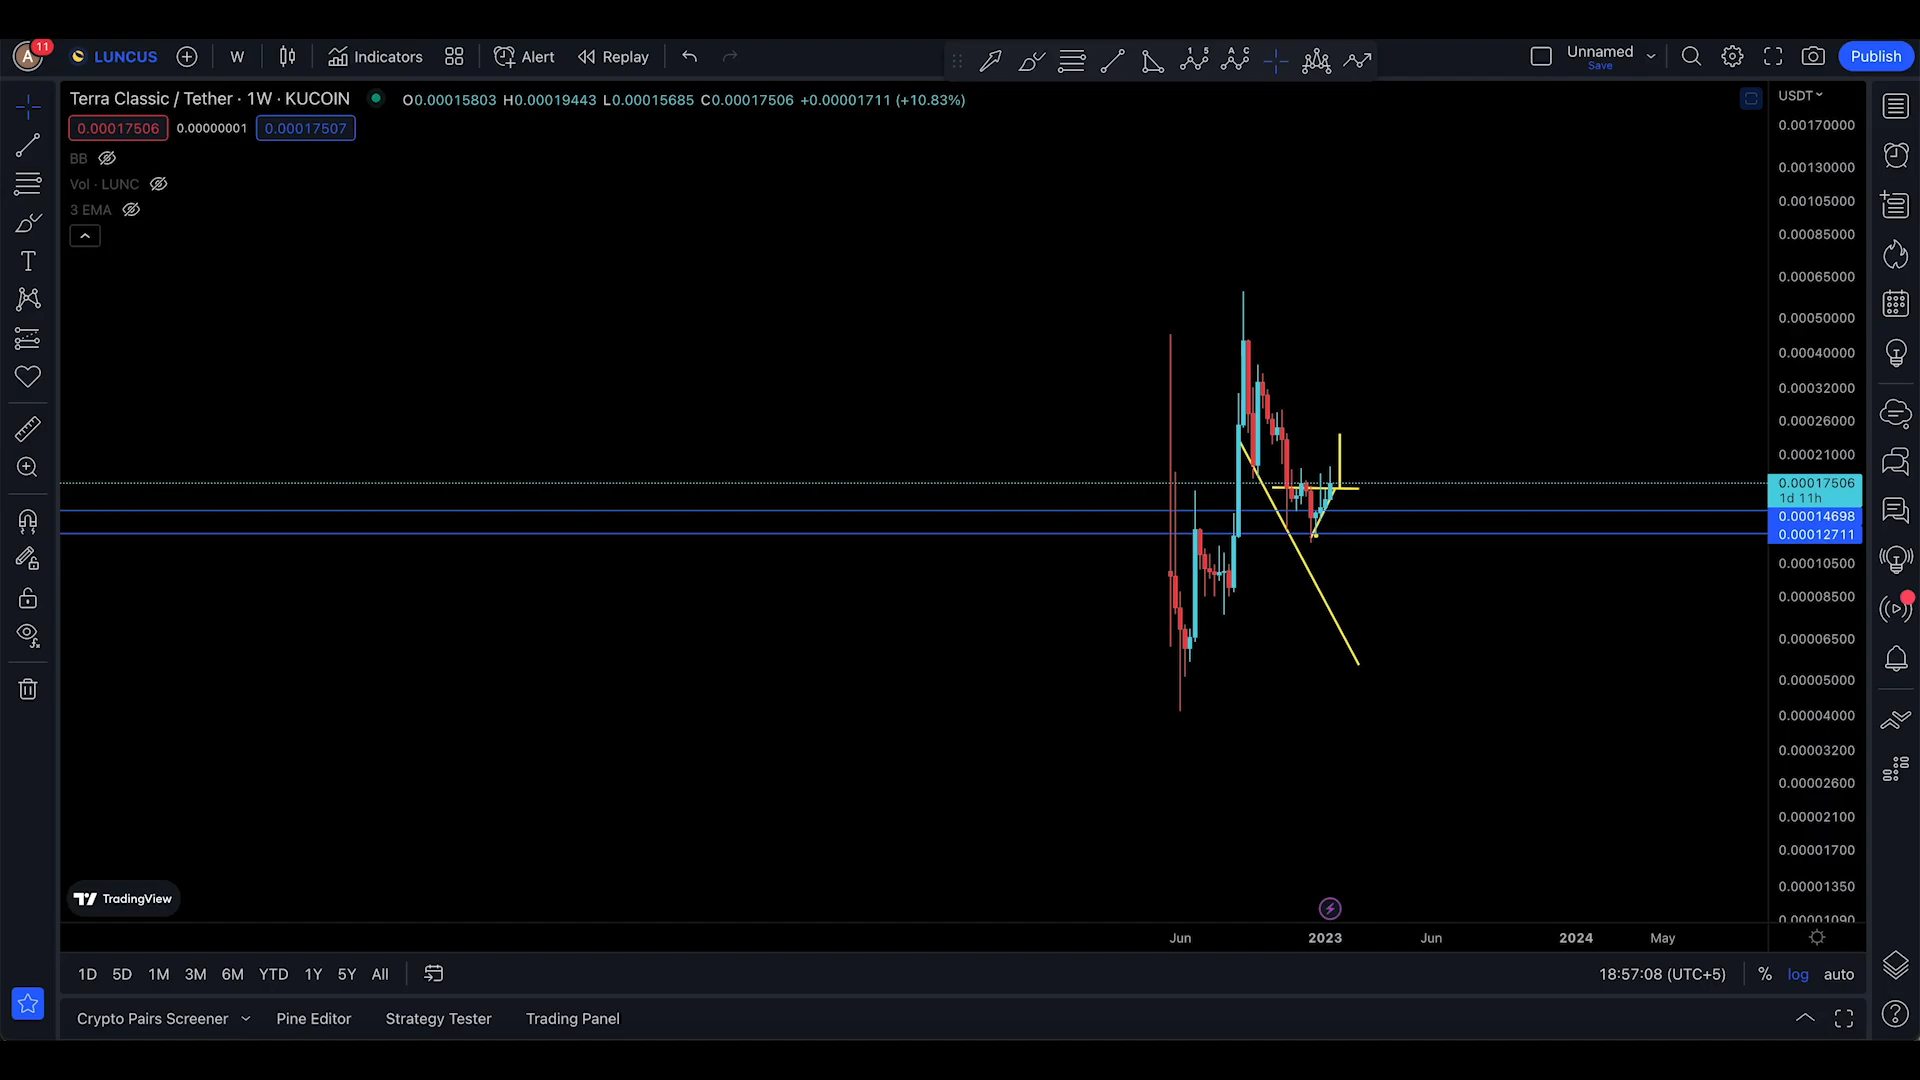 A 11 LUNCUS W Indicators Alert Replay 1 5 A C Unnamed Save Publish
Terra Classic / Tether · 1W · KUCOIN O0.00015803 H0.00019443 L0.00015685 C0.00017506 +0.00001711 (+10.83%) USDT
0.00017506 0.00000001 0.00017507
BB
Vol · LUNC
3 EMA
T
0.00170000
0.00130000
0.00105000
0.00085000
0.00065000
0.00050000
0.00040000
0.00032000
0.00026000
0.00021000
0.00017506
1d 11h
0.00014698
0.00012711
0.00010500
0.00008500
0.00006500
0.00005000
0.00004000
0.00003200
0.00002600
0.00002100
0.00001700
0.00001350
0.00001090
TradingView
Jun 2023 Jun 2024 May
1D 5D 1M 3M 6M YTD 1Y 5Y All 18:57:08 (UTC+5) % log auto
Crypto Pairs Screener Pine Editor Strategy Tester Trading Panel